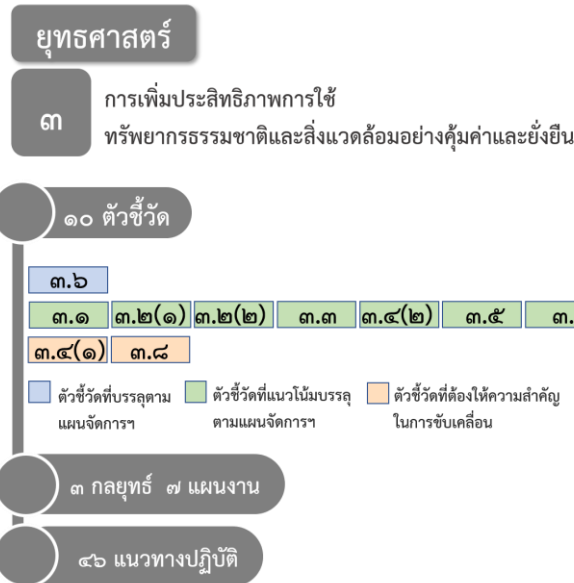 ยุทธศาสตร์
๓
การเพิ่มประสิทธิภาพการใช้
ทรัพยากรธรรมชาติและสิ่งแวดล้อมอย่างคุ้มค่าและยั่งยืน
๑๐ ตัวชี้วัด
๓.๖
๓.๑ ๓.๒(๑) ๓.๒(๒) ๓.๓ ๓.๔(๒) ๓.๕ ๓.
๓.๔(๑) ๓.๘
ตัวชี้วัดที่บรรลุตาม ตัวชี้วัดที่แนวโน้มบรรลุ ตัวชี้วัดที่ต้องให้ความสำคัญ
แผนจัดการฯ ตามแผนจัดการฯ ในการขับเคลื่อน
๓ กลยุทธ์ ๗ แผนงาน
๔๖ แนวทางปฏิบัติ